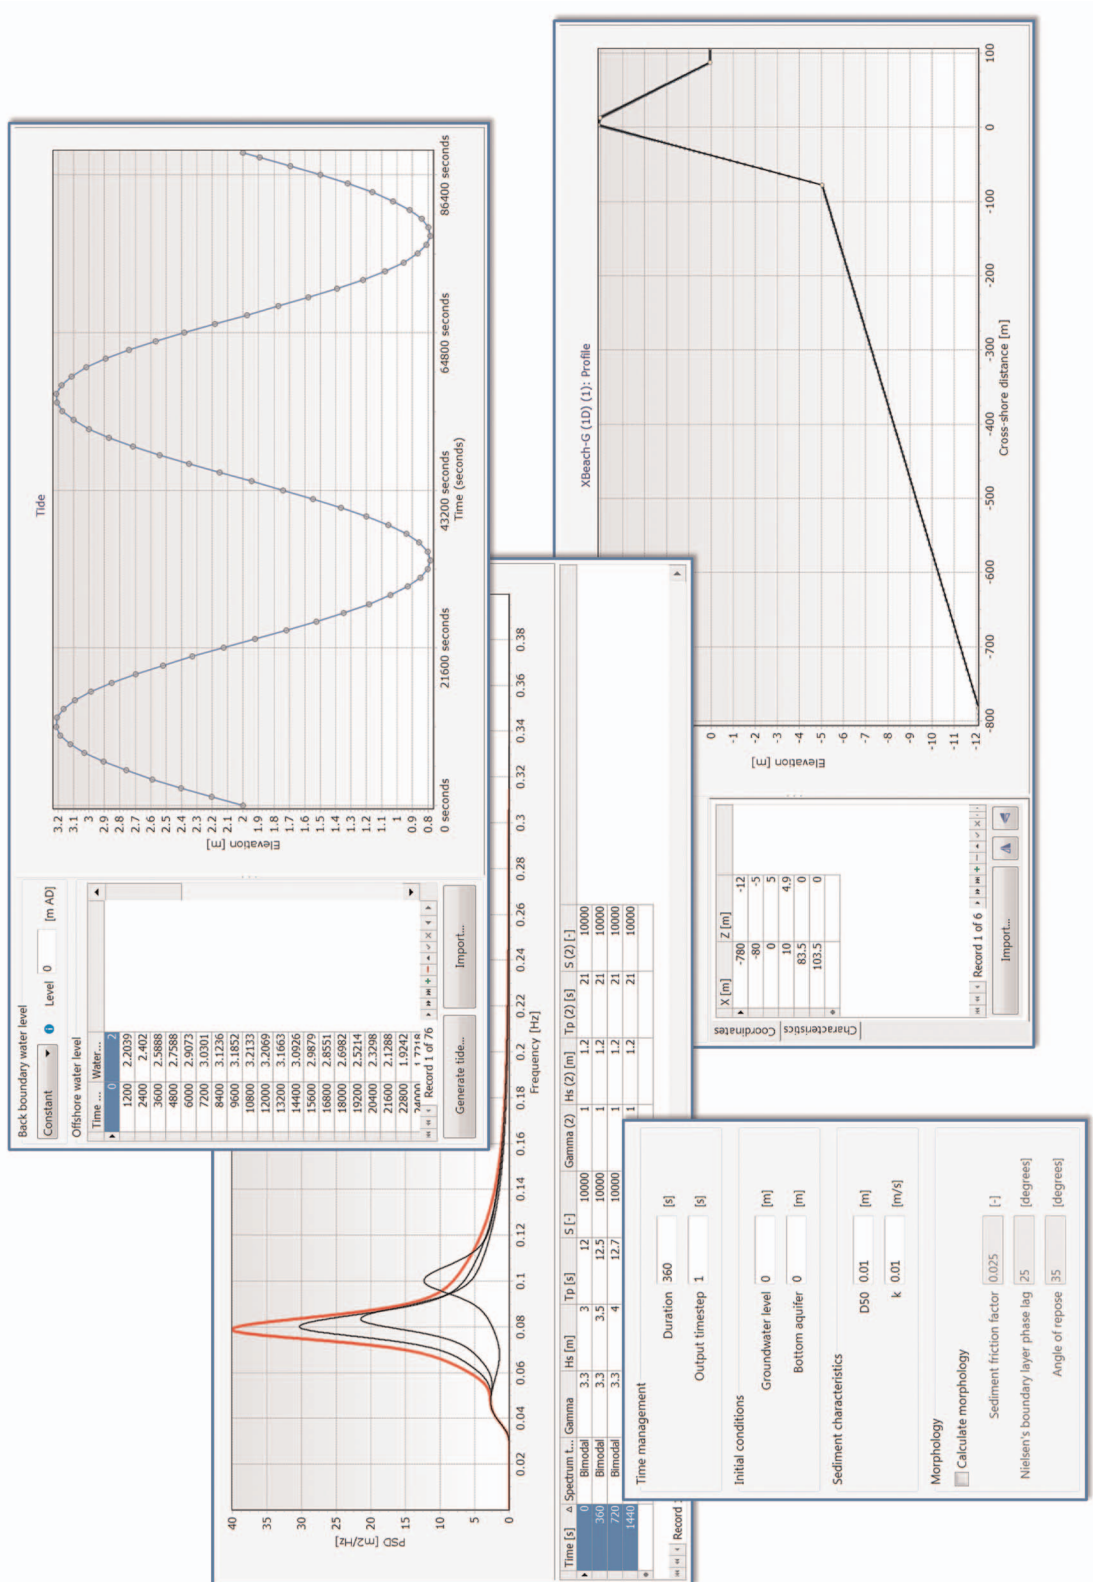 Back boundary water level
Constant
Level 0 [m AD]
Offshore water level
Time ... Water...
0 2
1200 2.2039
2400 2.402
3600 2.5888
4800 2.7588
6000 2.9073
7200 3.0301
8400 3.1236
9600 3.1852
10800 3.2133
12000 3.2069
13200 3.1663
14400 3.0926
15600 2.9879
16800 2.8551
18000 2.6982
19200 2.5214
20400 2.3298
21600 2.1288
22800 1.9242
Record 1 of 76
Generate tide...
Import...
Tide
Elevation [m]
3.2
3.1
3
2.9
2.8
2.7
2.6
2.5
2.4
2.3
2.2
2.1
2
1.9
1.8
1.7
1.6
1.5
1.4
1.3
1.2
1.1
1
0.9
0.8
0 seconds
21600 seconds
43200 seconds
64800 seconds
86400 seconds
Time (seconds)
PSD [m2/Hz]
40
35
30
25
20
15
10
5
0
0.02
0.04
0.06
0.08
0.1
0.12
0.14
0.16
0.18
0.2
0.22
0.24
0.26
0.28
0.3
0.32
0.34
0.36
0.38
Frequency [Hz]
Time [s] Spectrum t... Gamma Hs [m] Tp [s] S [-] Gamma (2) Hs (2) [m] Tp (2) [s] S (2) [-]
0 Bimodal 3.3 3 12 10000 1 1.2 21 10000
360 Bimodal 3.3 3.5 12.5 10000 1 1.2 21 10000
720 Bimodal 3.3 4 12.7 10000 1 1.2 21 10000
1440 1 1.2 21 10000
Record
Time management
Duration 360 [s]
Output timestep 1 [s]
Initial conditions
Groundwater level 0 [m]
Bottom aquifer 0 [m]
Sediment characteristics
D50 0.01 [m]
k 0.01 [m/s]
Morphology
Calculate morphology
Sediment friction factor 0.025 [-]
Nielsen's boundary layer phase lag 25 [degrees]
Angle of repose 35 [degrees]
Coordinates
Characteristics
X [m] Z [m]
-780 -12
-80 -5
0 5
10 4.9
83.5 0
103.5 0
Record 1 of 6
Import...
XBeach-G (1D) (1): Profile
Elevation [m]
0
-1
-2
-3
-4
-5
-6
-7
-8
-9
-10
-11
-12
-800
-700
-600
-500
-400
-300
-200
-100
0
100
Cross-shore distance [m]